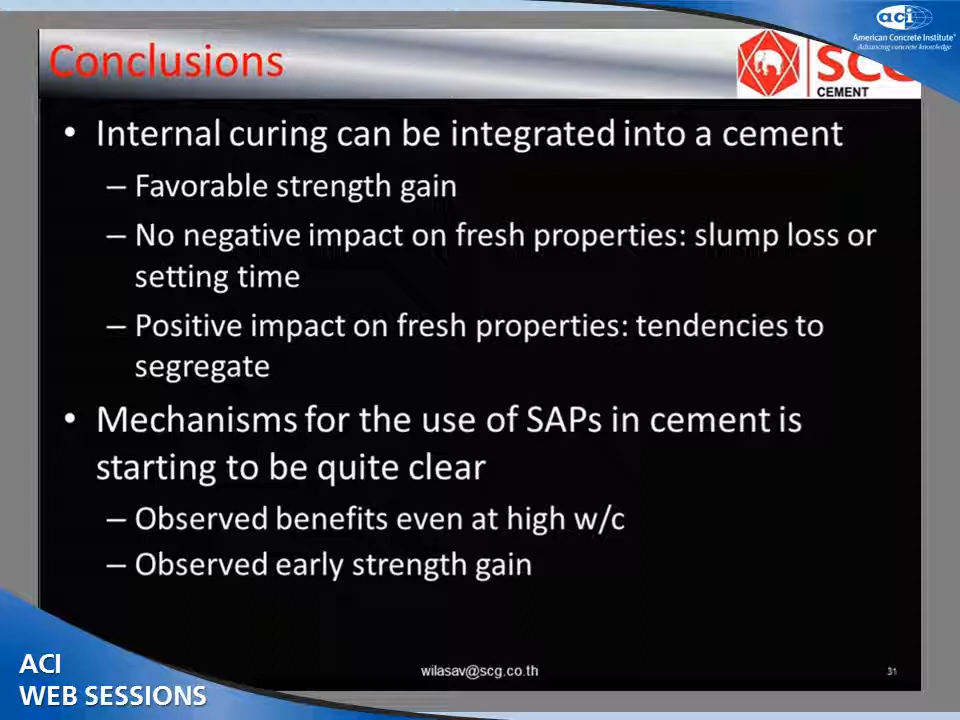 aci
American Concrete Institute®
Advancing concrete knowledge
Conclusions
SCG
CEMENT
• Internal curing can be integrated into a cement
– Favorable strength gain
– No negative impact on fresh properties: slump loss or
setting time
– Positive impact on fresh properties: tendencies to
segregate
• Mechanisms for the use of SAPs in cement is
starting to be quite clear
– Observed benefits even at high w/c
– Observed early strength gain
ACI
WEB SESSIONS
wilasav@scg.co.th
31